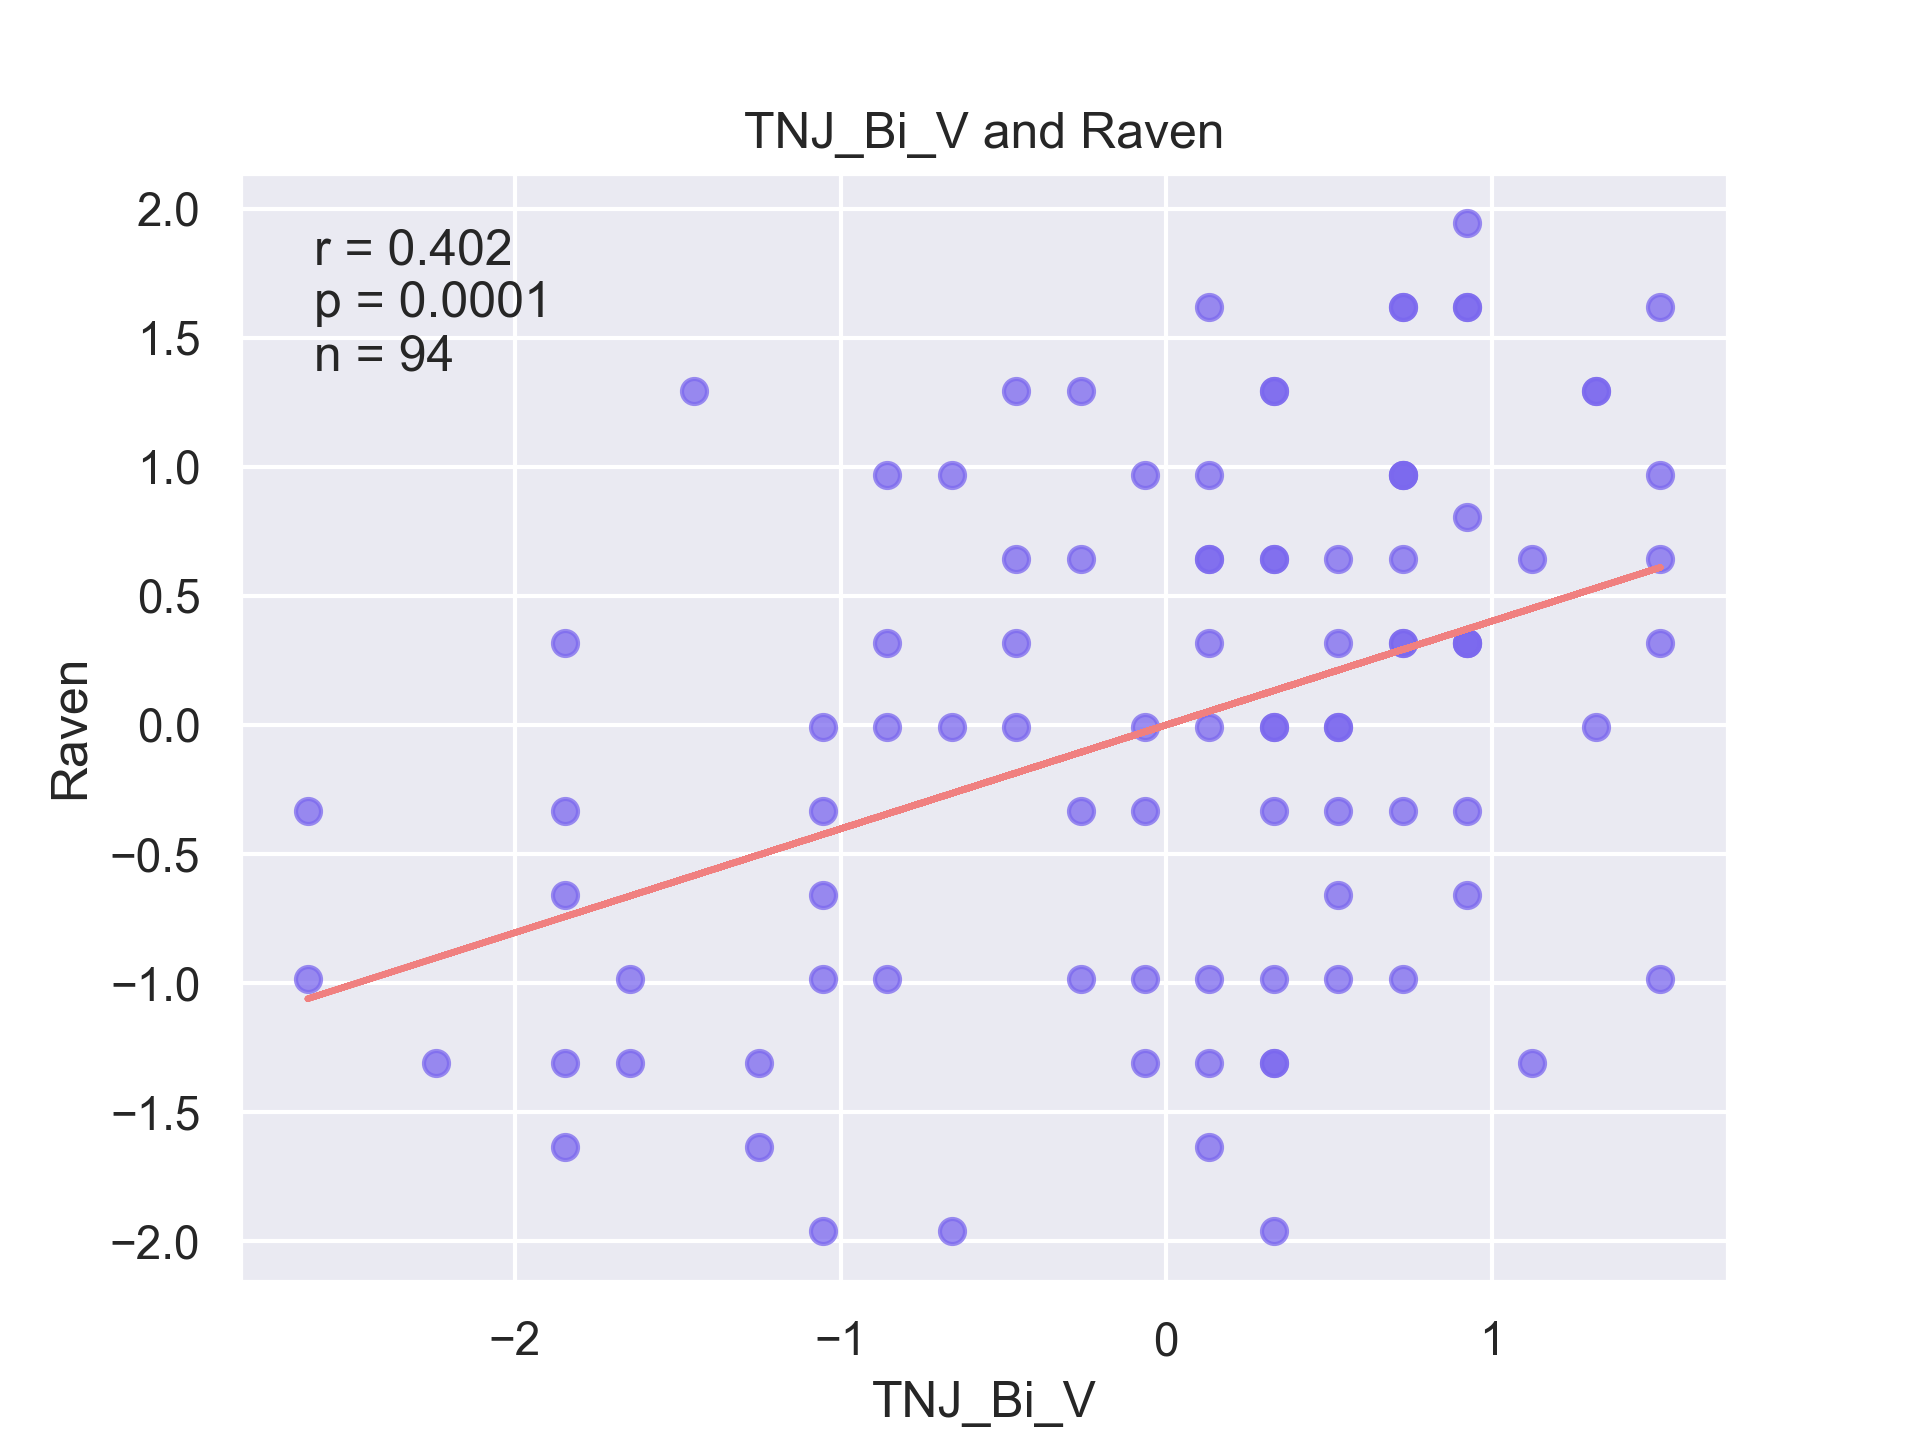 TNJ_Bi_V and Raven
r = 0.402
p = 0.0001
n = 94
Raven
2.0
1.5
1.0
0.5
0.0
−0.5
−1.0
−1.5
−2.0
−2
−1
0
1
TNJ_Bi_V